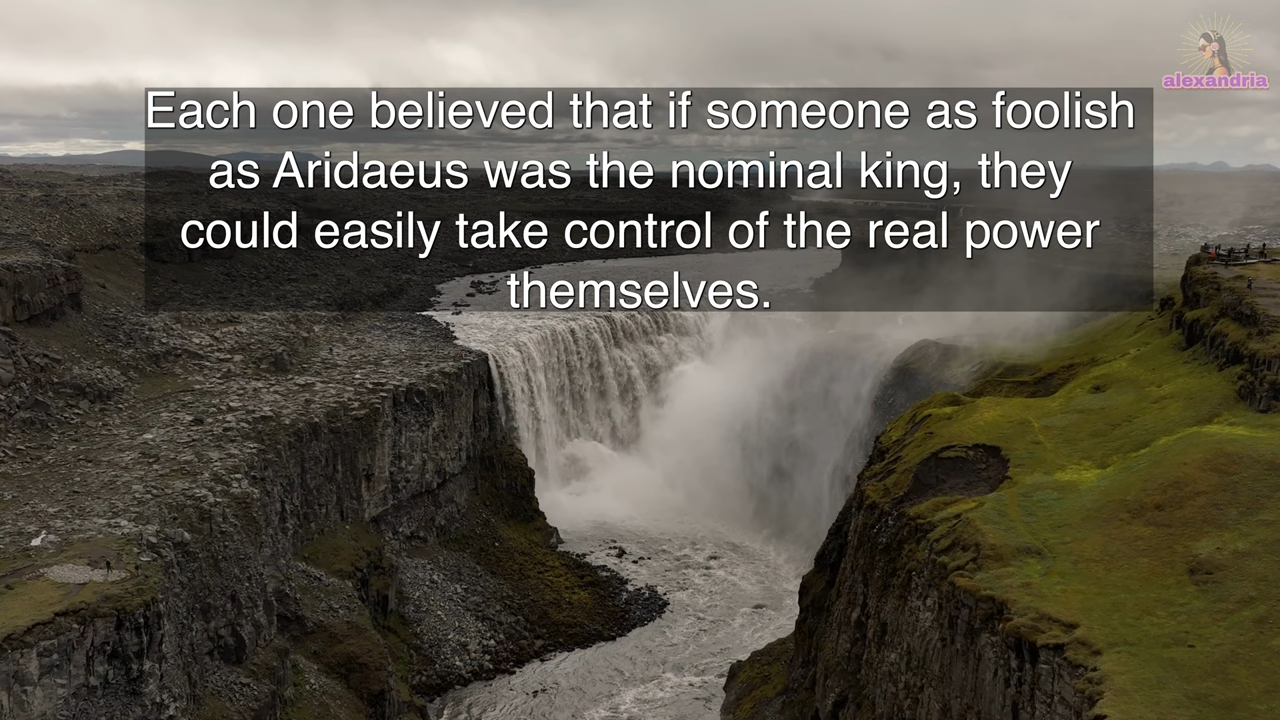 alexandria
Each one believed that if someone as foolish
as Aridaeus was the nominal king, they
could easily take control of the real power
themselves.